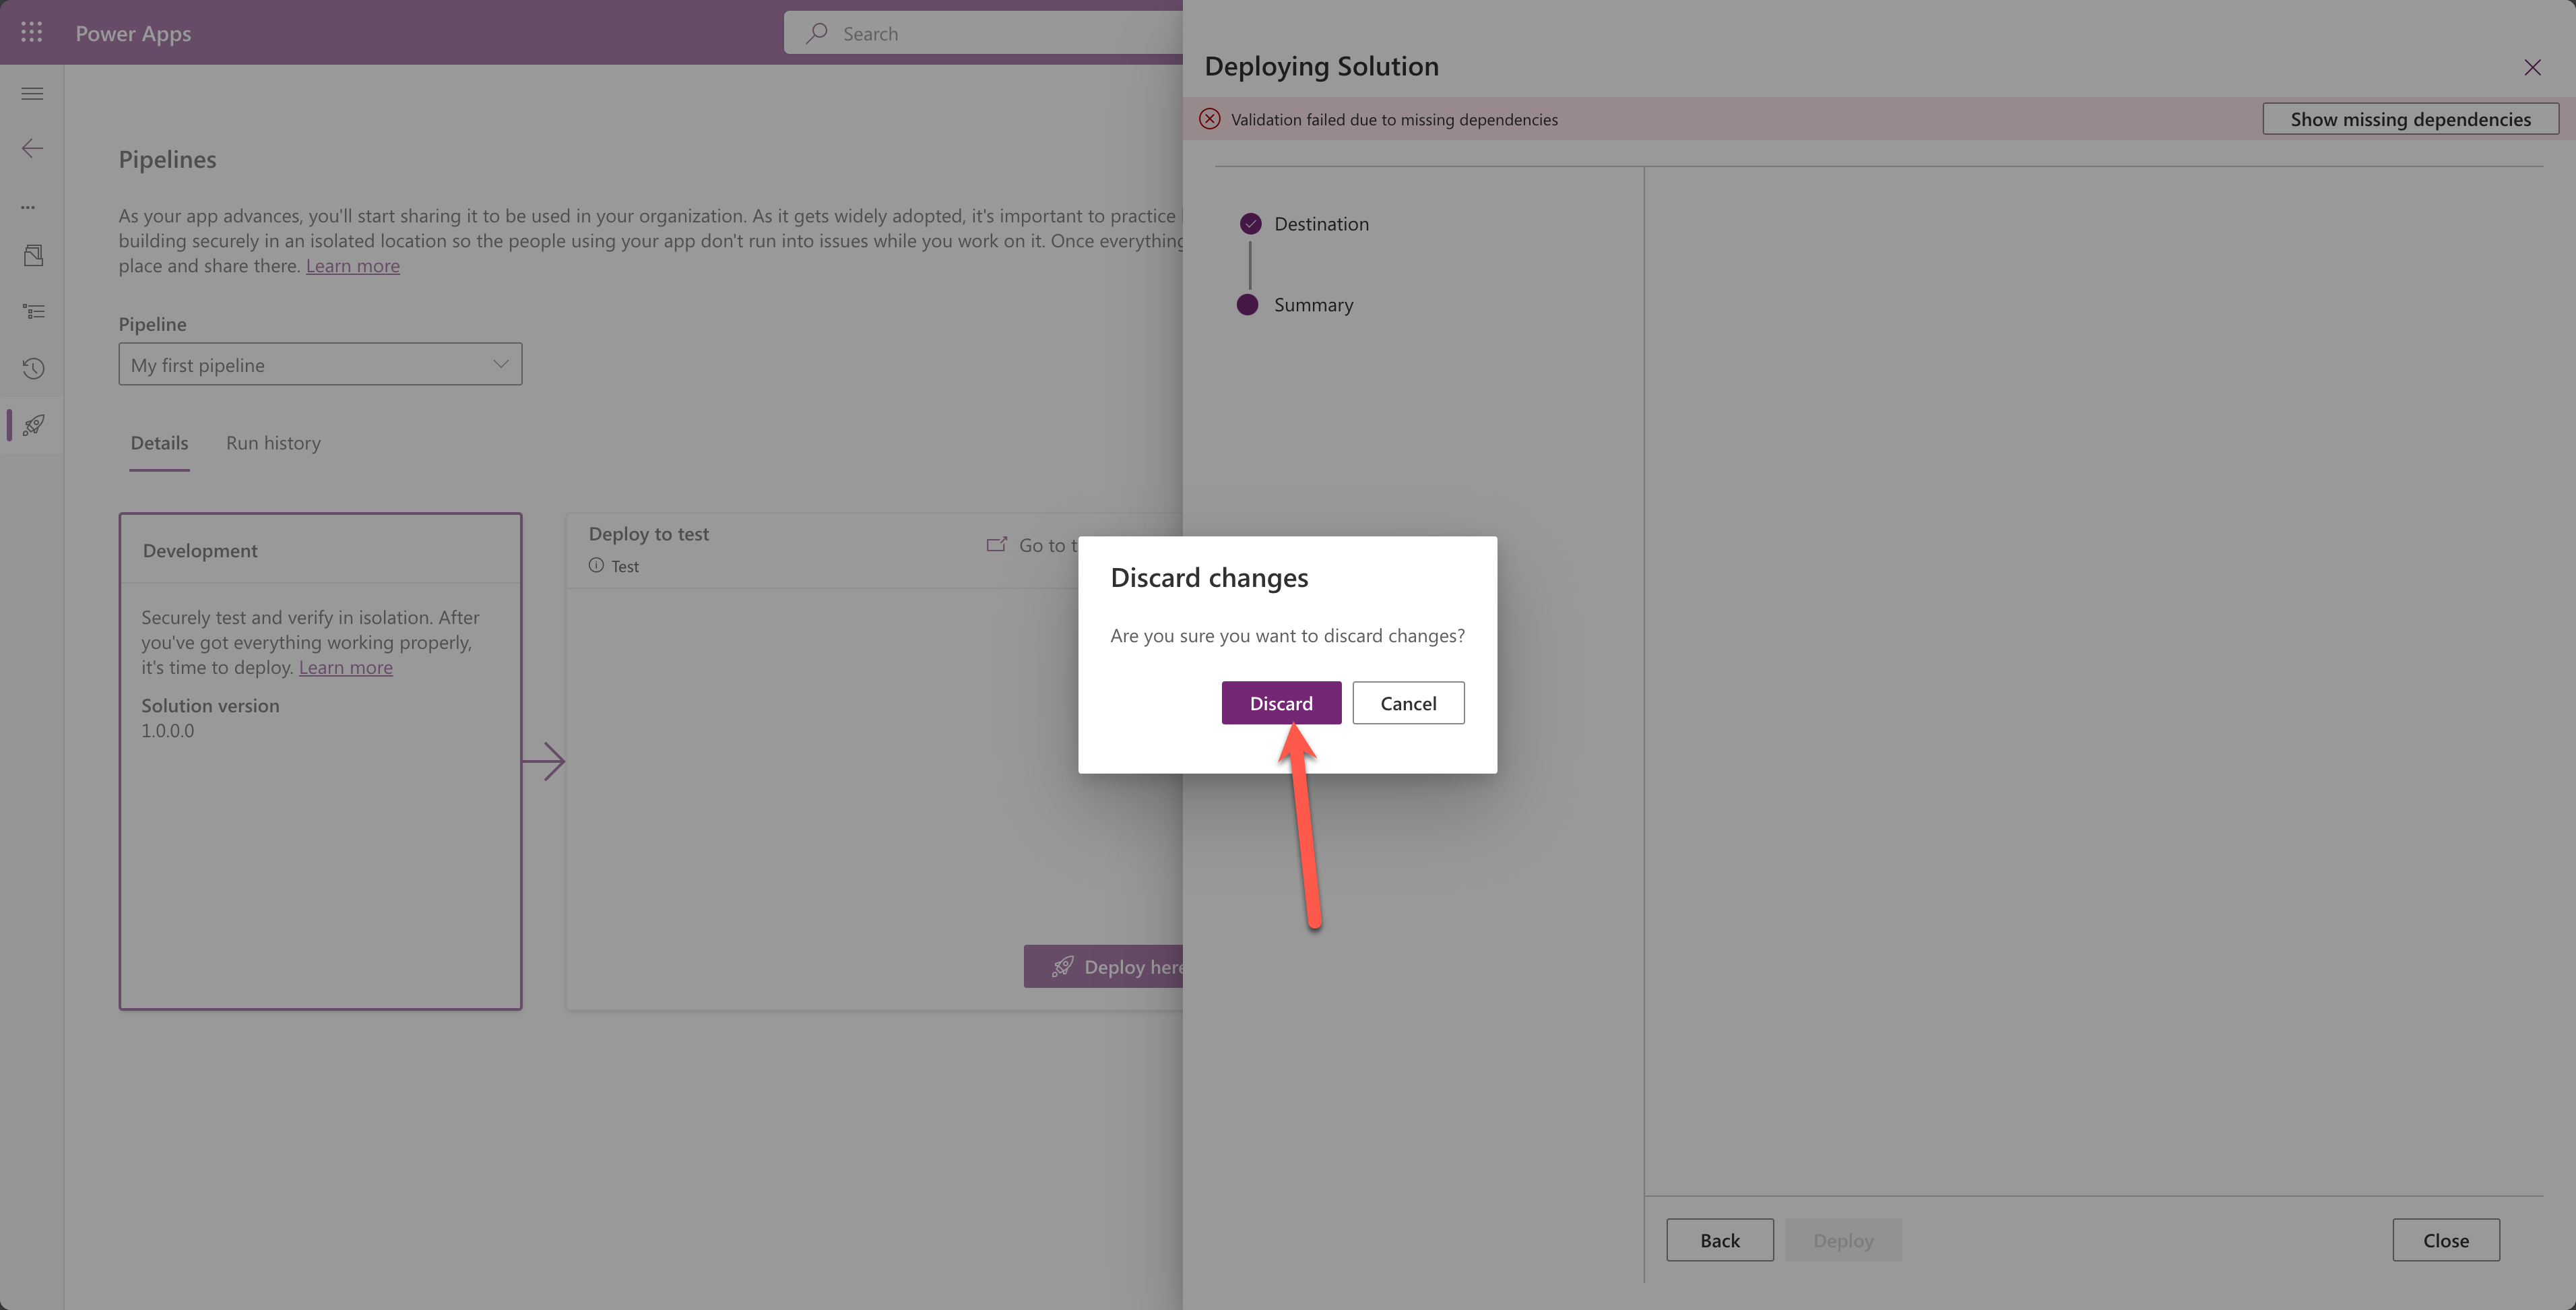 Power Apps
Search
Pipelines
As your app advances, you'll start sharing it to be used in your organization. As it gets widely adopted, it's important to practice
building securely in an isolated location so the people using your app don't run into issues while you work on it. Once everything
place and share there. Learn more
Pipeline
My first pipeline
Details
Run history
Development
Securely test and verify in isolation. After
you've got everything working properly,
it's time to deploy. Learn more
Solution version
1.0.0.0
Deploy to test
Test
Go to t
Deploy here
Deploying Solution
Validation failed due to missing dependencies
Show missing dependencies
Destination
Summary
Discard changes
Are you sure you want to discard changes?
Discard
Cancel
Back
Deploy
Close